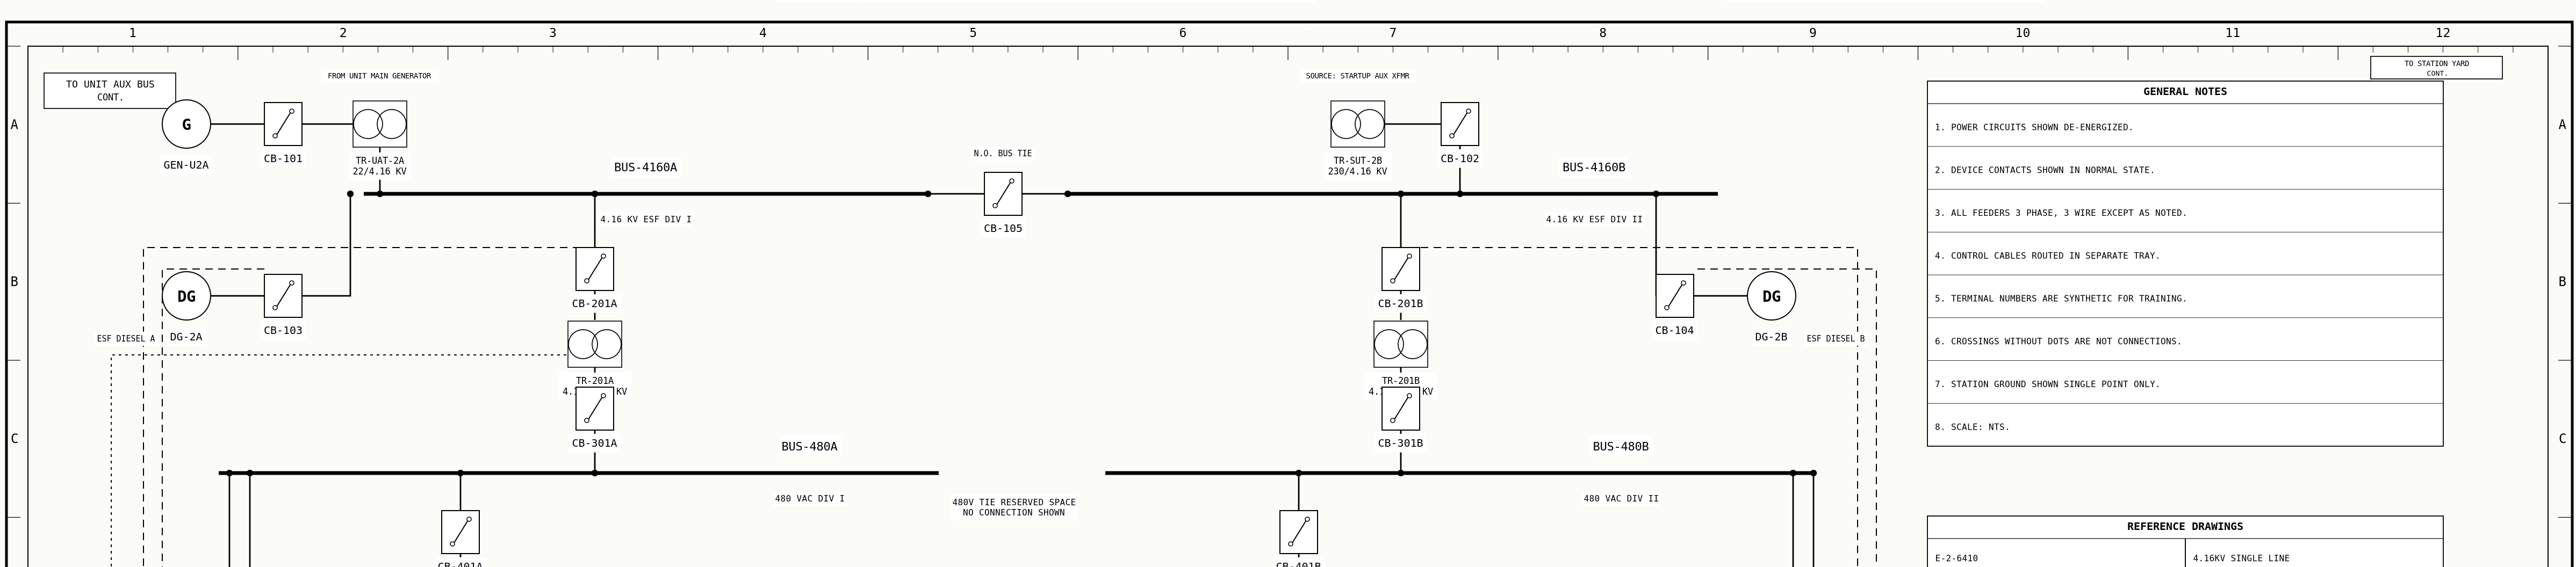 1 2 3 4 5 6 7 8 9 10 11 12
TO UNIT AUX BUS
CONT.
FROM UNIT MAIN GENERATOR
SOURCE: STARTUP AUX XFMR
TO STATION YARD
CONT.
A
G
GEN-U2A
CB-101
TR-UAT-2A
22/4.16 KV
BUS-4160A
N.O. BUS TIE
CB-105
TR-SUT-2B
230/4.16 KV
CB-102
BUS-4160B
A
4.16 KV ESF DIV I
4.16 KV ESF DIV II
B
DG
DG-2A
CB-103
ESF DIESEL A
CB-201A
TR-201A
KV
CB-301A
CB-201B
TR-201B
KV
CB-301B
CB-104
DG
DG-2B
ESF DIESEL B
B
C
BUS-480A
BUS-480B
C
480 VAC DIV I
480V TIE RESERVED SPACE
NO CONNECTION SHOWN
480 VAC DIV II
CB-401A
CB-401B
GENERAL NOTES
1. POWER CIRCUITS SHOWN DE-ENERGIZED.
2. DEVICE CONTACTS SHOWN IN NORMAL STATE.
3. ALL FEEDERS 3 PHASE, 3 WIRE EXCEPT AS NOTED.
4. CONTROL CABLES ROUTED IN SEPARATE TRAY.
5. TERMINAL NUMBERS ARE SYNTHETIC FOR TRAINING.
6. CROSSINGS WITHOUT DOTS ARE NOT CONNECTIONS.
7. STATION GROUND SHOWN SINGLE POINT ONLY.
8. SCALE: NTS.
REFERENCE DRAWINGS
E-2-6410 4.16KV SINGLE LINE